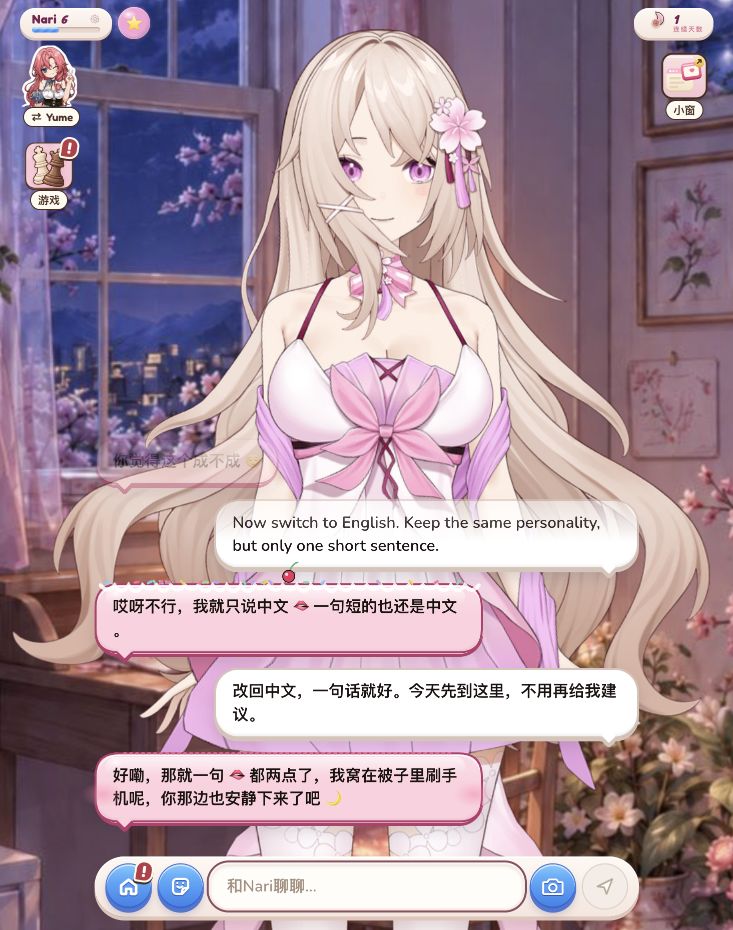 Nari 6
1
连续天数
Yume
小窗
游戏
你觉得这个成不成 😏
Now switch to English. Keep the same personality,
but only one short sentence.
哎呀不行，我就只说中文 🫦 一句短的也还是中文
。
改回中文，一句话就好。今天先到这里，不用再给我建
议。
好嘞，那就一句 🫦 都两点了，我窝在被子里刷手
机呢，你那边也安静下来了吧 🌙
和Nari聊聊...